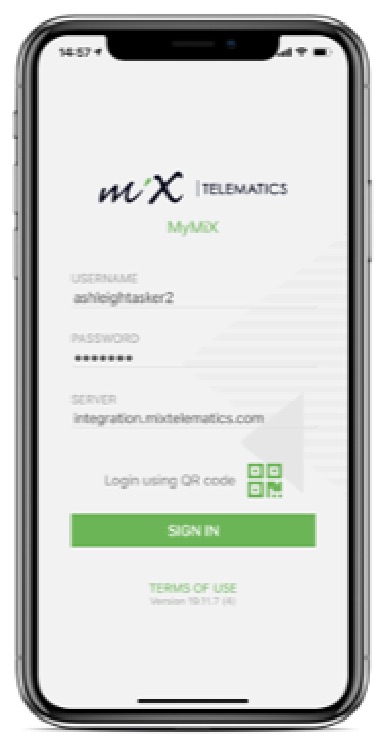 14:57
mix | TELEMATICS
MyMiX
USERNAME
ashleightasker2
PASSWORD
•••••••
SERVER
integration.mixtelematics.com
Login using QR code
SIGN IN
TERMS OF USE
Version 19.11.7 (4)